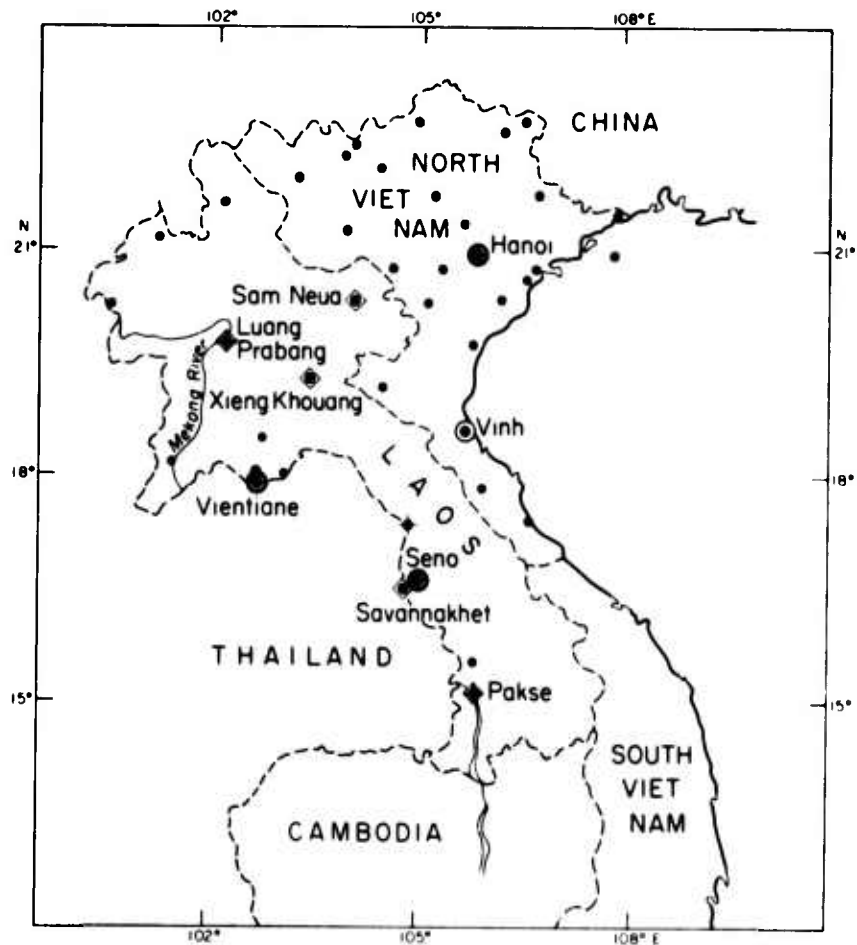 102° 105° 108° E
CHINA
NORTH
VIET
NAM
N N
21° Hanoi 21°
Sam Neua
Luang
Prabang
Mekong River
Xieng Khouang
Vinh
LAOS
18° 18°
Vientiane
Seno
Savannakhet
THAILAND
15° Pakse 15°
SOUTH
VIET
NAM
CAMBODIA
102° 105° 108° E